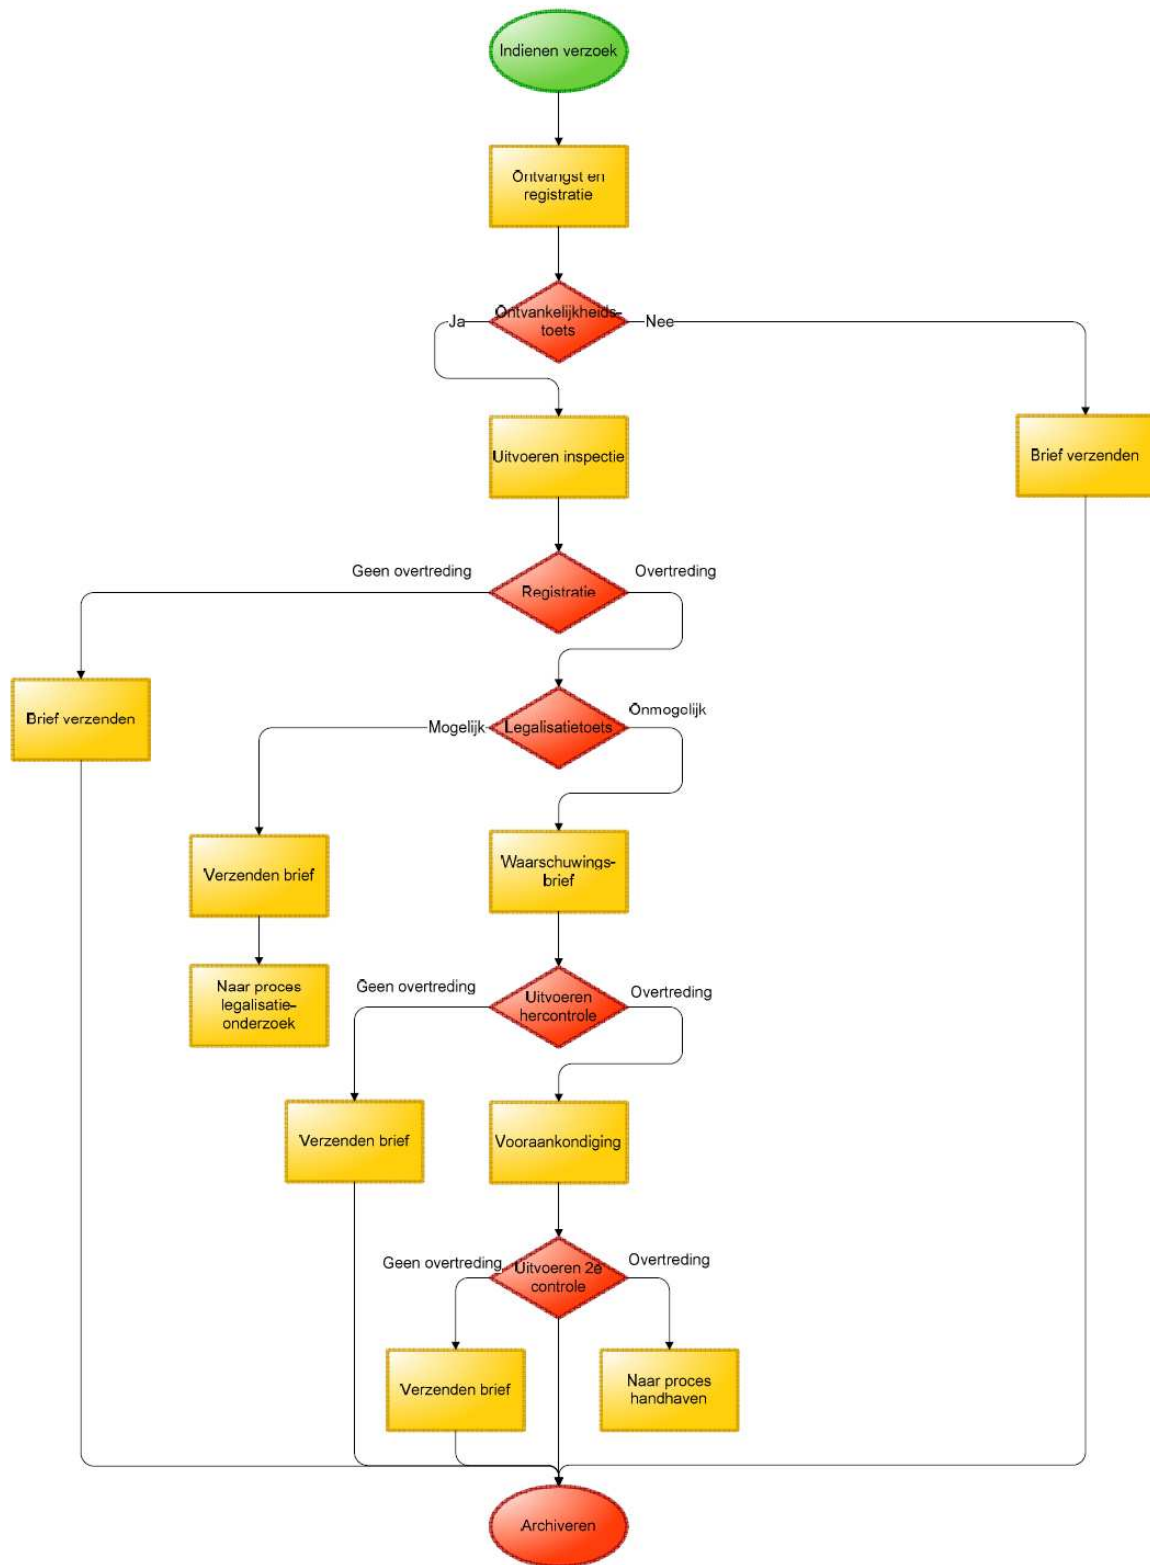 Indienen verzoek
Ontvangst en
registratie
Ontvankelijkheids-
toets
Ja
Nee
Uitvoeren inspectie
Brief verzenden
Geen overtreding
Overtreding
Registratie
Brief verzenden
Mogelijk
Legalisatietoets
Onmogelijk
Verzenden brief
Waarschuwings-
brief
Naar proces
legalisatie-
onderzoek
Geen overtreding
Uitvoeren
hercontrole
Overtreding
Verzenden brief
Vooraankondiging
Geen overtreding
Uitvoeren 2e
controle
Overtreding
Verzenden brief
Naar proces
handhaven
Archiveren